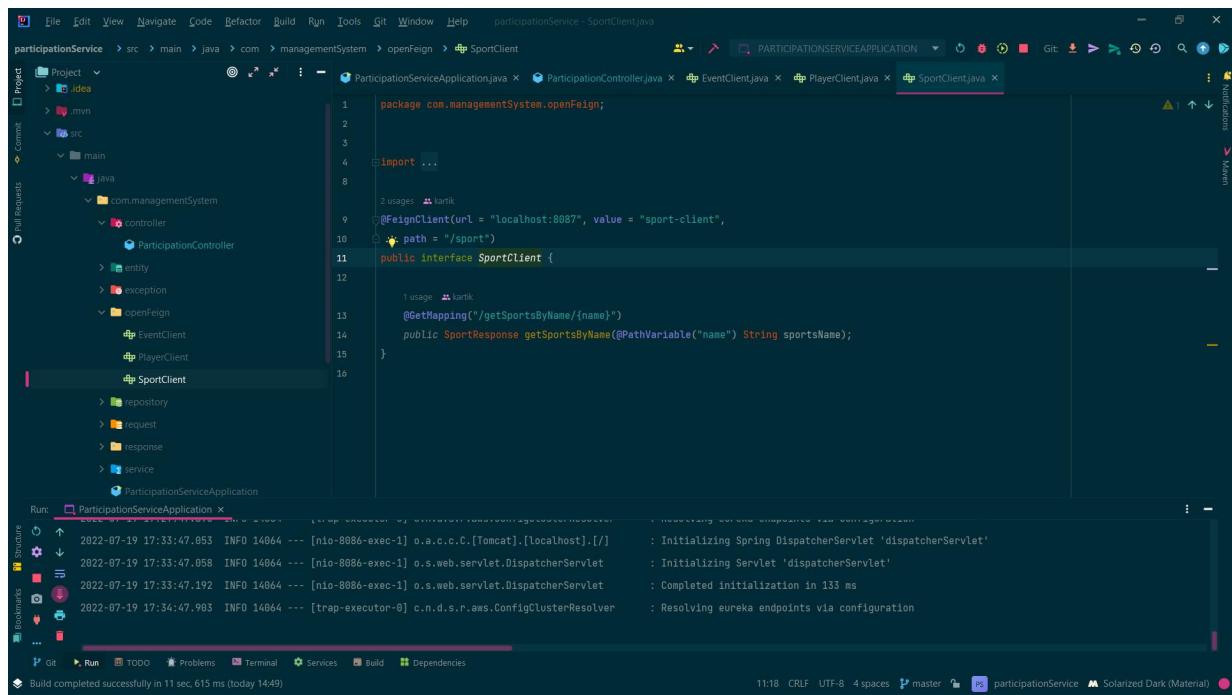 File Edit View Navigate Code Refactor Build Run Tools Git Window Help participationService - SportClient.java
participationService > src > main > java > com > managementSystem > openFeign > SportClient
PARTICIPATIONSERVICEAPPLICATION
Git:
Project
ParticipationServiceApplication.java × ParticipationController.java × EventClient.java × PlayerClient.java × SportClient.java ×
Project
Commit
Pull Requests
Structure
Bookmarks
Notifications
Maven
.idea
.mvn
src
main
java
com.managementSystem
controller
ParticipationController
entity
exception
openFeign
EventClient
PlayerClient
SportClient
repository
request
response
service
ParticipationServiceApplication
1 package com.managementSystem.openFeign;
2
3
4 import ...
8
2 usages kartik
9 @FeignClient(url = "localhost:8087", value = "sport-client",
10 path = "/sport")
11 public interface SportClient {
12
1 usage kartik
13 @GetMapping("/getSportsByName/{name}")
14 public SportResponse getSportsByName(@PathVariable("name") String sportsName);
15 }
16
1
Run: ParticipationServiceApplication ×
2022-07-19 17:33:47.053 INFO 14064 --- [nio-8086-exec-1] o.a.c.c.C.[Tomcat].[localhost].[/] : Initializing Spring DispatcherServlet 'dispatcherServlet'
2022-07-19 17:33:47.058 INFO 14064 --- [nio-8086-exec-1] o.s.web.servlet.DispatcherServlet : Initializing Servlet 'dispatcherServlet'
2022-07-19 17:33:47.192 INFO 14064 --- [nio-8086-exec-1] o.s.web.servlet.DispatcherServlet : Completed initialization in 133 ms
2022-07-19 17:34:47.903 INFO 14064 --- [trap-executor-0] c.n.d.s.r.aws.ConfigClusterResolver : Resolving eureka endpoints via configuration
Git Run TODO Problems Terminal Services Build Dependencies
Build completed successfully in 11 sec, 615 ms (today 14:49) 11:18 CRLF UTF-8 4 spaces master PS participationService Solarized Dark (Material)